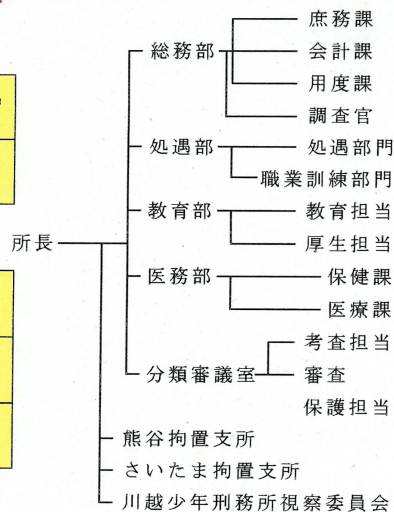 庶務課
総務部
会計課
用度課
調査官
処遇部
処遇部門
職業訓練部門
教育部
教育担当
所長
厚生担当
医務部
保健課
医療課
考査担当
分類審議室
審査
保護担当
熊谷拘置支所
さいたま拘置支所
川越少年刑務所視察委員会